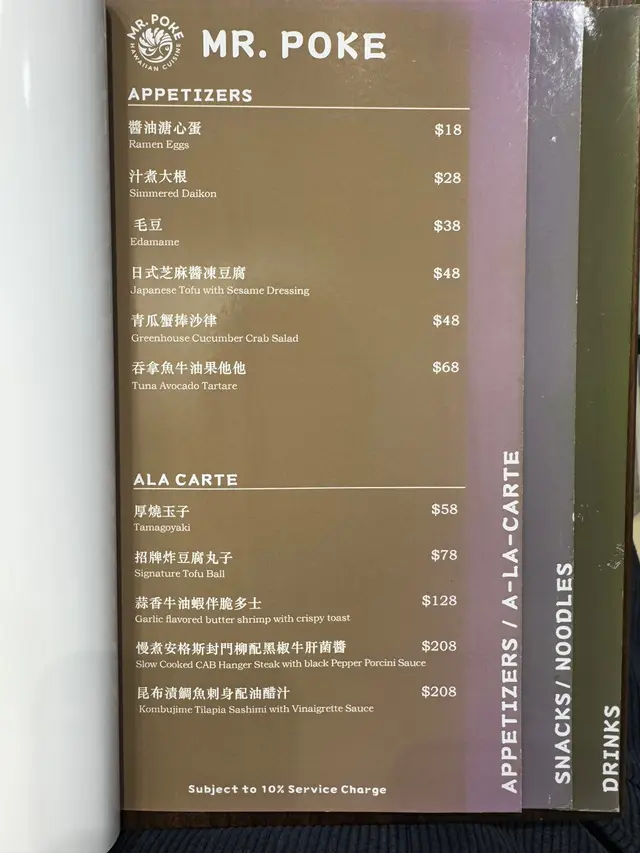 MR. POKE
HAWAIIAN CUISINE
MR. POKE
APPETIZERS
醬油溏心蛋 $18
Ramen Eggs
汁煮大根 $28
Simmered Daikon
毛豆 $38
Edamame
日式芝麻醬凍豆腐 $48
Japanese Tofu with Sesame Dressing
青瓜蟹捧沙律 $48
Greenhouse Cucumber Crab Salad
吞拿魚牛油果他他 $68
Tuna Avocado Tartare
ALA CARTE
厚燒玉子 $58
Tamagoyaki
招牌炸豆腐丸子 $78
Signature Tofu Ball
蒜香牛油蝦伴脆多士 $128
Garlic flavored butter shrimp with crispy toast
慢煮安格斯封門柳配黑椒牛肝菌醬 $208
Slow Cooked CAB Hanger Steak with black Pepper Porcini Sauce
昆布漬鯛魚刺身配油醋汁 $208
Kombujime Tilapia Sashimi with Vinaigrette Sauce
Subject to 10% Service Charge
APPETIZERS / A-LA-CARTE
SNACKS/ NOODLES
DRINKS